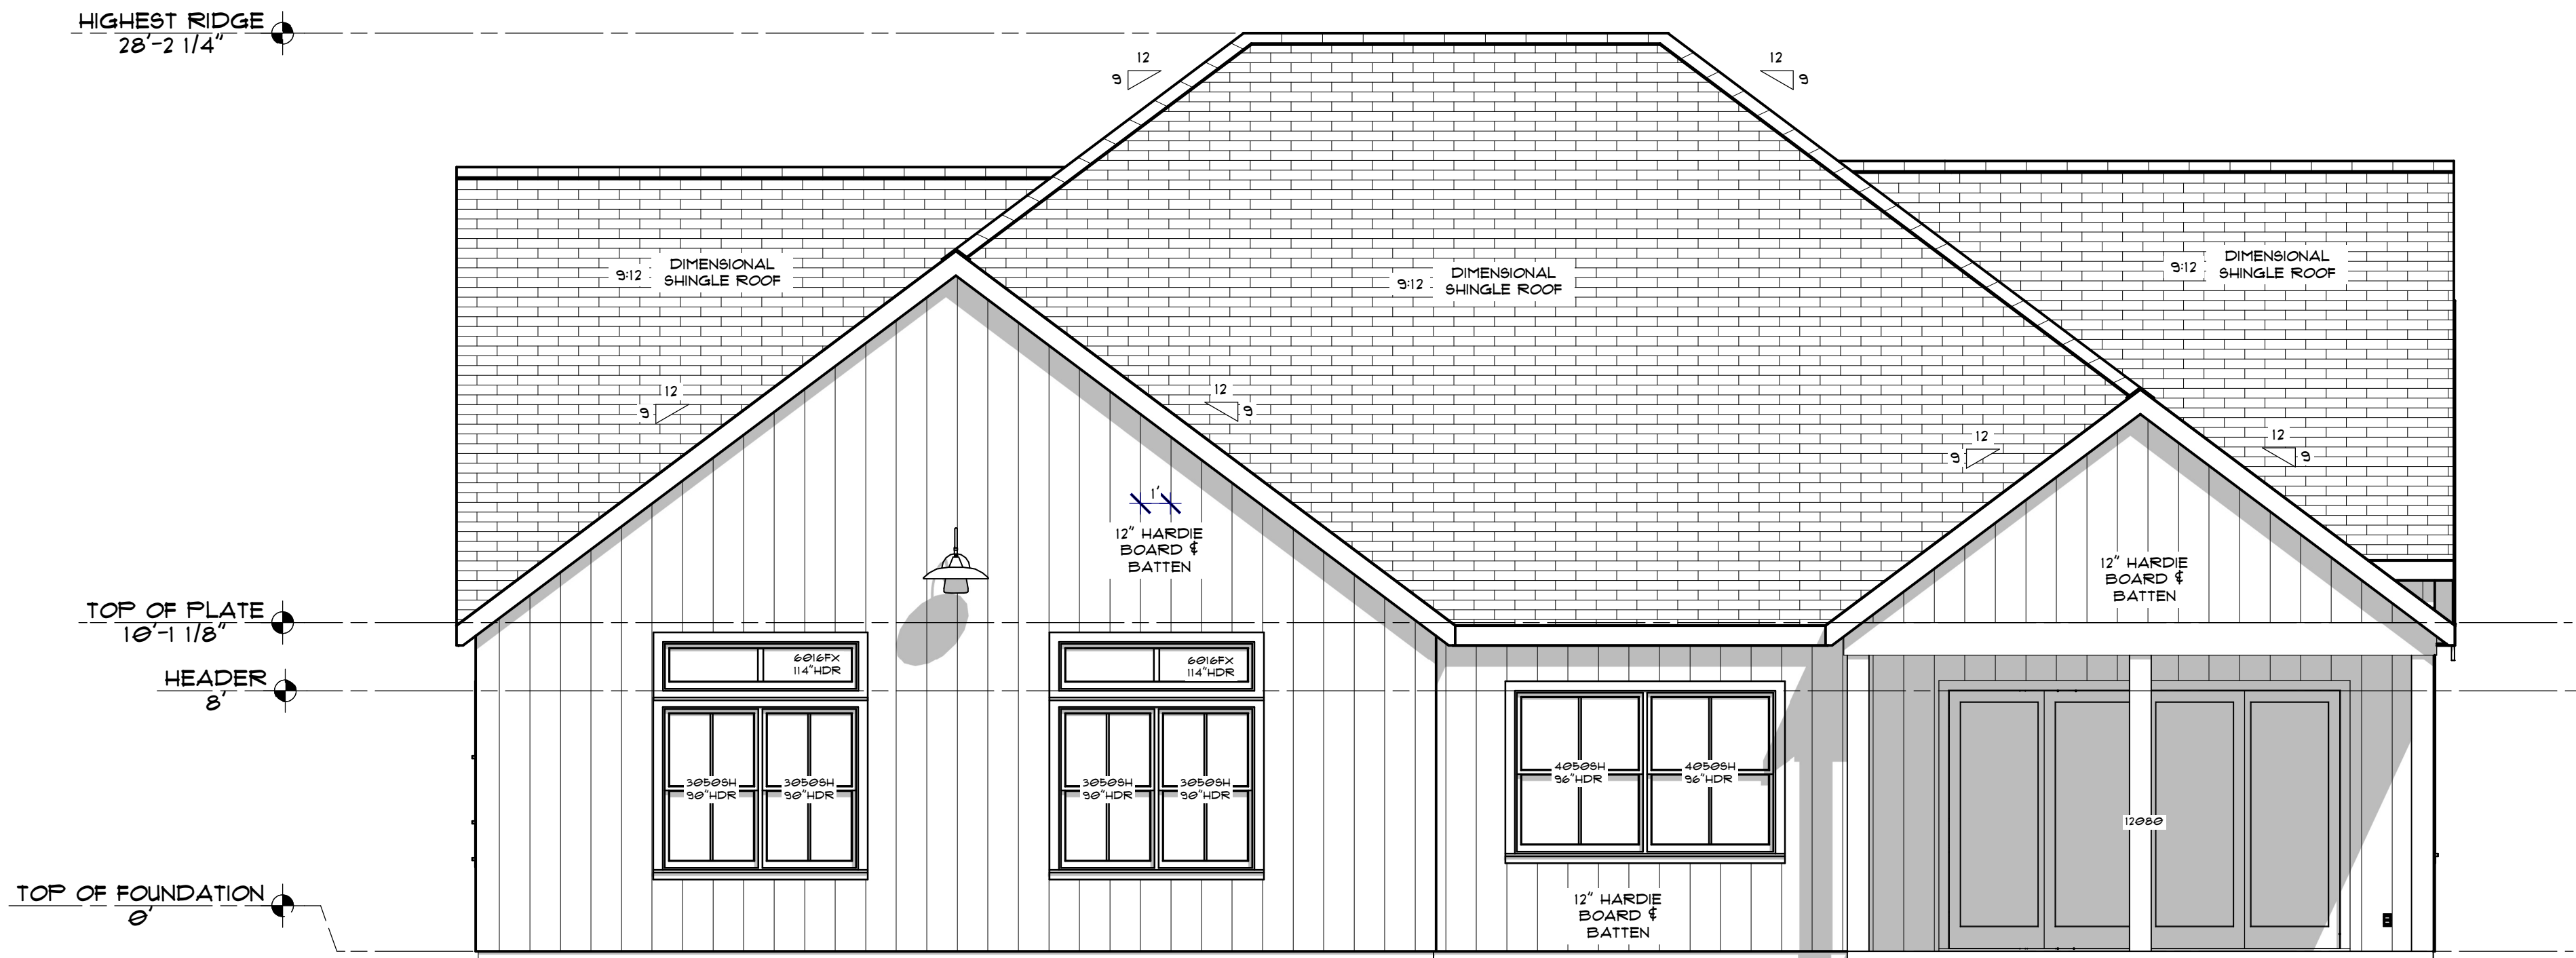 HIGHEST RIDGE
28'-2 1/4"
12
9
12
9
DIMENSIONAL
SHINGLE ROOF
9:12
DIMENSIONAL
SHINGLE ROOF
9:12
DIMENSIONAL
SHINGLE ROOF
9:12
12
9
12
9
12
9
12
9
1'
12" HARDIE
BOARD &
BATTEN
12" HARDIE
BOARD &
BATTEN
TOP OF PLATE
10'-1 1/8"
HEADER
8'
6016FX
114"HDR
6016FX
114"HDR
3050SH
90"HDR
3050SH
90"HDR
3050SH
90"HDR
3050SH
90"HDR
4050SH
96"HDR
4050SH
96"HDR
12080
12" HARDIE
BOARD &
BATTEN
TOP OF FOUNDATION
0'